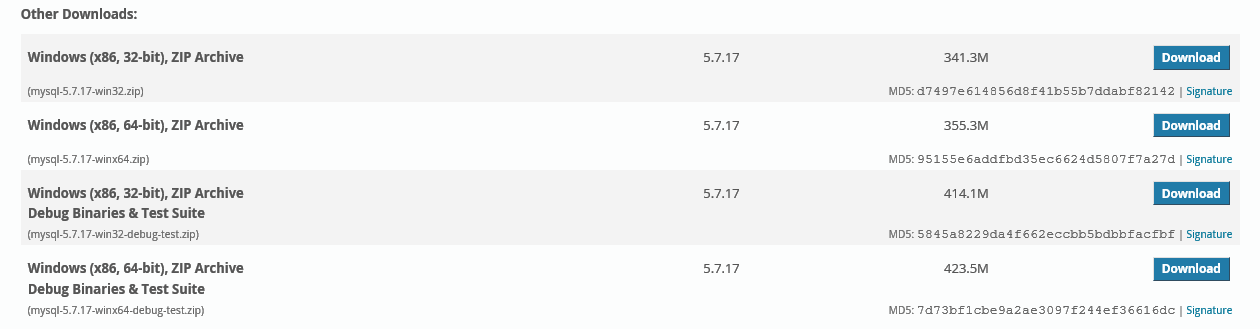 Other Downloads:
Windows (x86, 32-bit), ZIP Archive 5.7.17 341.3M Download
(mysql-5.7.17-win32.zip) MD5: d7497e614856d8f41b55b7ddabf82142 | Signature
Windows (x86, 64-bit), ZIP Archive 5.7.17 355.3M Download
(mysql-5.7.17-winx64.zip) MD5: 95155e6addfbd35ec6624d5807f7a27d | Signature
Windows (x86, 32-bit), ZIP Archive 5.7.17 414.1M Download
Debug Binaries & Test Suite
(mysql-5.7.17-win32-debug-test.zip) MD5: 5845a8229da4f662eccbb5bdbbfacfbf | Signature
Windows (x86, 64-bit), ZIP Archive 5.7.17 423.5M Download
Debug Binaries & Test Suite
(mysql-5.7.17-winx64-debug-test.zip) MD5: 7d73bf1cbe9a2ae3097f244ef36616dc | Signature